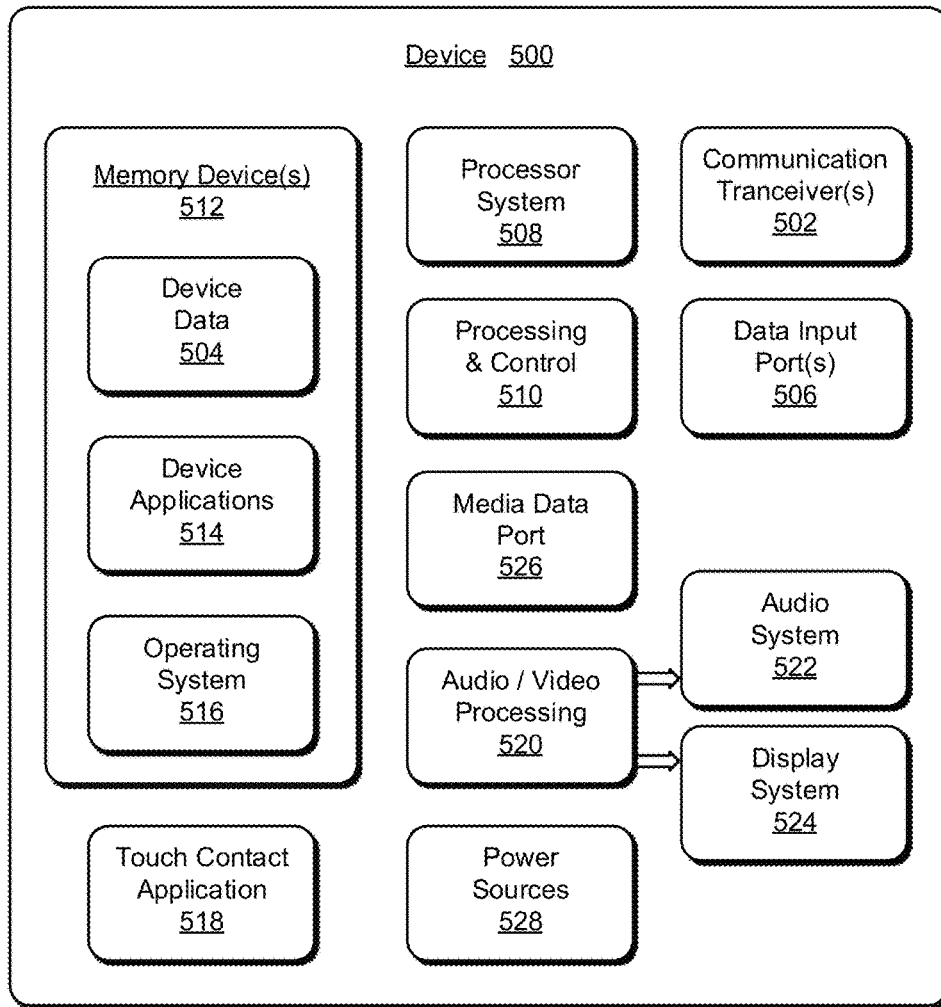 Device 500
Memory Device(s)
512
Device
Data
504
Device
Applications
514
Operating
System
516
Touch Contact
Application
518
Processor
System
508
Processing
& Control
510
Media Data
Port
526
Audio / Video
Processing
520
Power
Sources
528
Communication
Tranceiver(s)
502
Data Input
Port(s)
506
Audio
System
522
Display
System
524